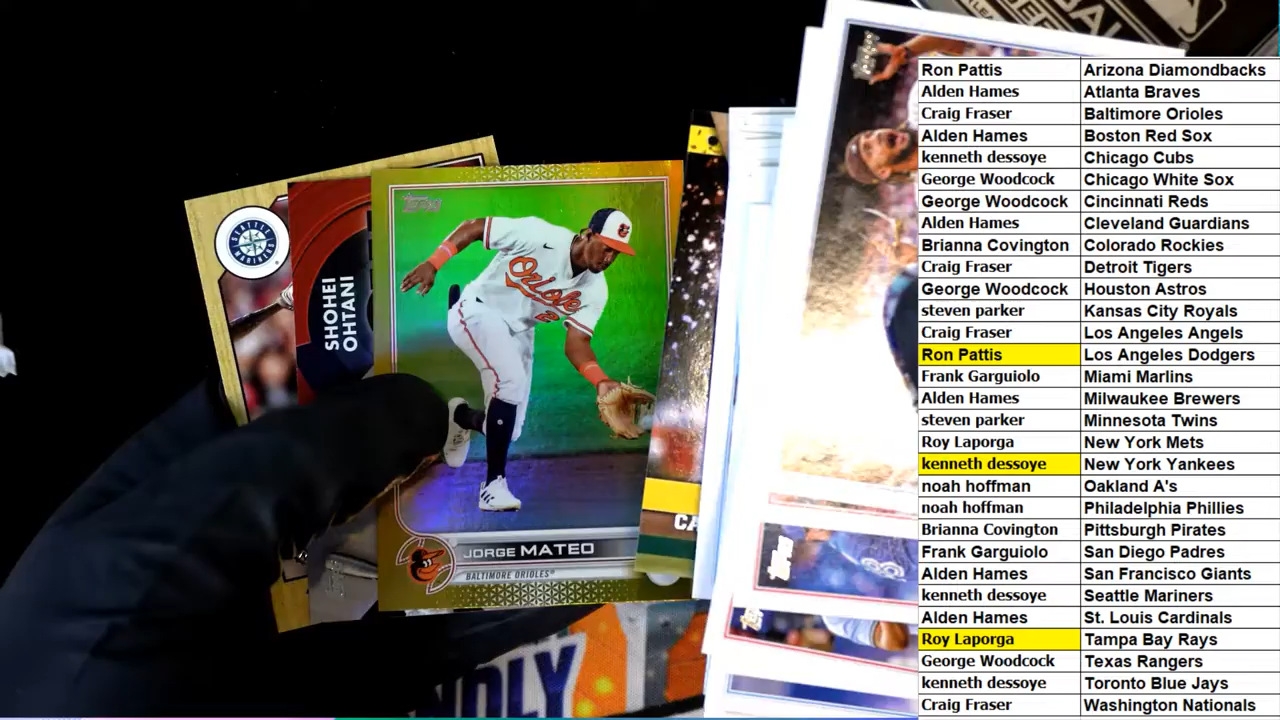 SEATTLE MARINERS
SHOHEI
OHTANI
Topps
Orioles
JORGE MATEO
BALTIMORE ORIOLES
CA
Topps
Ron Pattis Arizona Diamondbacks
Alden Hames Atlanta Braves
Craig Fraser Baltimore Orioles
Alden Hames Boston Red Sox
kenneth dessoye Chicago Cubs
George Woodcock Chicago White Sox
George Woodcock Cincinnati Reds
Alden Hames Cleveland Guardians
Brianna Covington Colorado Rockies
Craig Fraser Detroit Tigers
George Woodcock Houston Astros
steven parker Kansas City Royals
Craig Fraser Los Angeles Angels
Ron Pattis Los Angeles Dodgers
Frank Garguiolo Miami Marlins
Alden Hames Milwaukee Brewers
steven parker Minnesota Twins
Roy Laporga New York Mets
kenneth dessoye New York Yankees
noah hoffman Oakland A's
noah hoffman Philadelphia Phillies
Brianna Covington Pittsburgh Pirates
Frank Garguiolo San Diego Padres
Alden Hames San Francisco Giants
kenneth dessoye Seattle Mariners
Alden Hames St. Louis Cardinals
Roy Laporga Tampa Bay Rays
George Woodcock Texas Rangers
kenneth dessoye Toronto Blue Jays
Craig Fraser Washington Nationals